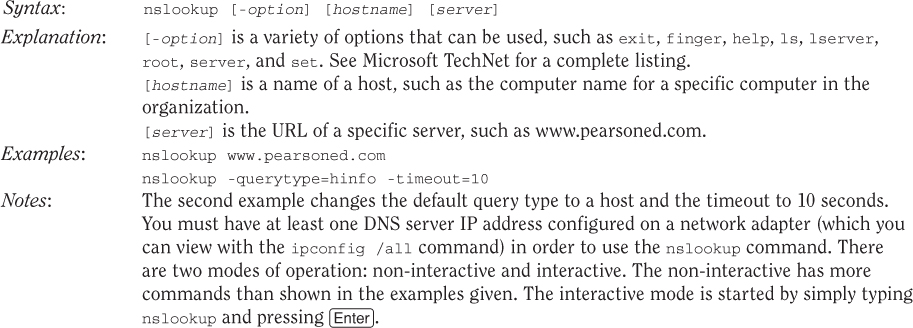 Syntax: nslookup [-option] [hostname] [server]
Explanation: [-option] is a variety of options that can be used, such as exit, finger, help, ls, lserver,
root, server, and set. See Microsoft TechNet for a complete listing.
[hostname] is a name of a host, such as the computer name for a specific computer in the
organization.
[server] is the URL of a specific server, such as www.pearsoned.com.
Examples: nslookup www.pearsoned.com
nslookup -querytype=hinfo -timeout=10
Notes: The second example changes the default query type to a host and the timeout to 10 seconds.
You must have at least one DNS server IP address configured on a network adapter (which you
can view with the ipconfig /all command) in order to use the nslookup command. There
are two modes of operation: non-interactive and interactive. The non-interactive has more
commands than shown in the examples given. The interactive mode is started by simply typing
nslookup and pressing Enter.